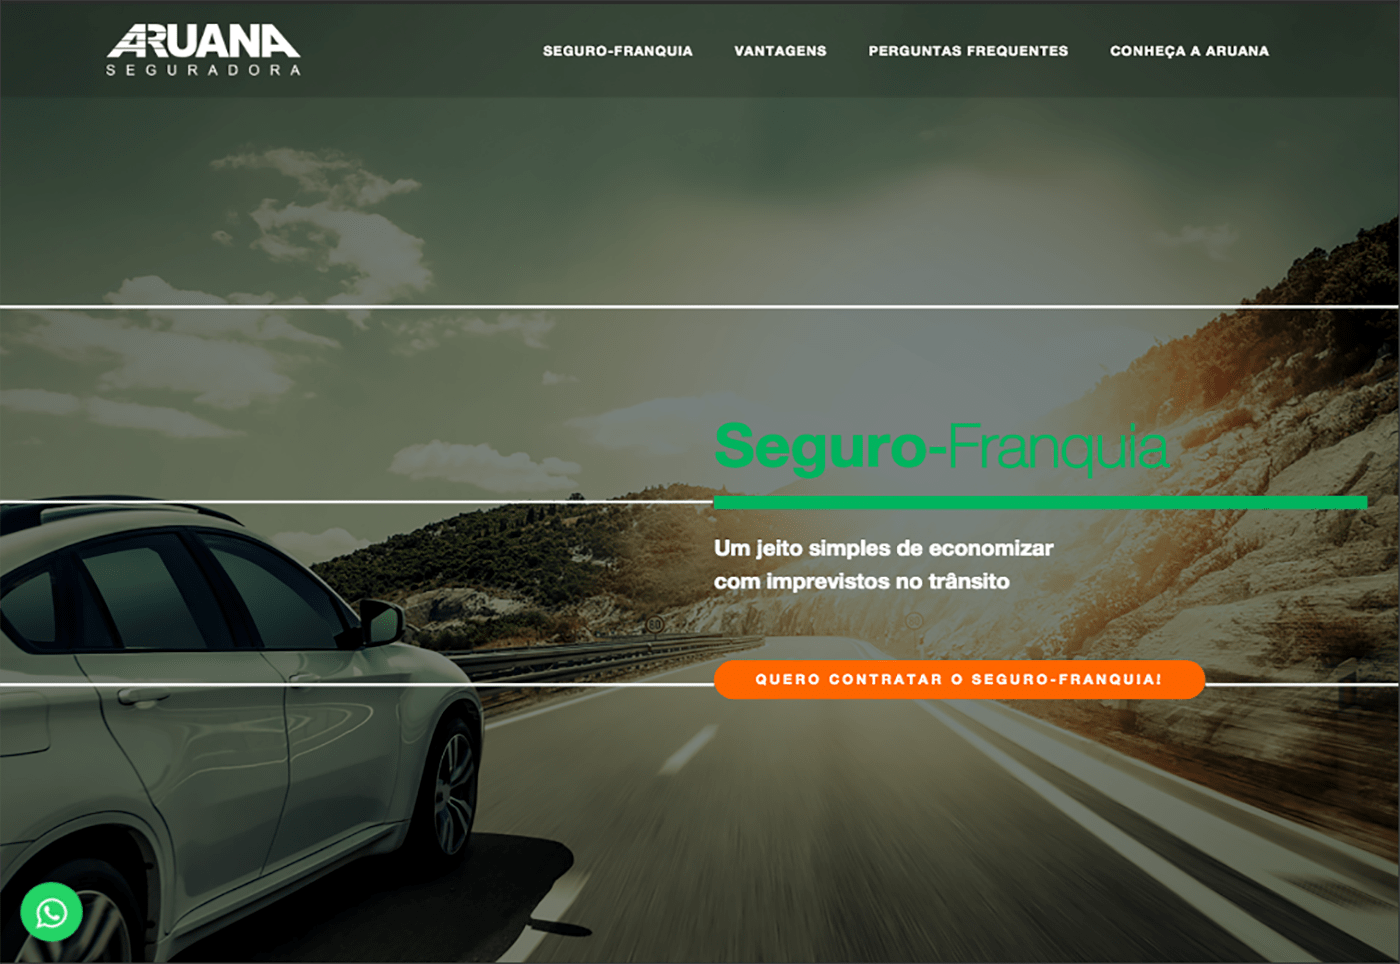 ARUANA
SEGURADORA
SEGURO-FRANQUIA
VANTAGENS
PERGUNTAS FREQUENTES
CONHEÇA A ARUANA
Seguro-Franquia
Um jeito simples de economizar
com imprevistos no trânsito
60
QUERO CONTRATAR O SEGURO-FRANQUIA!